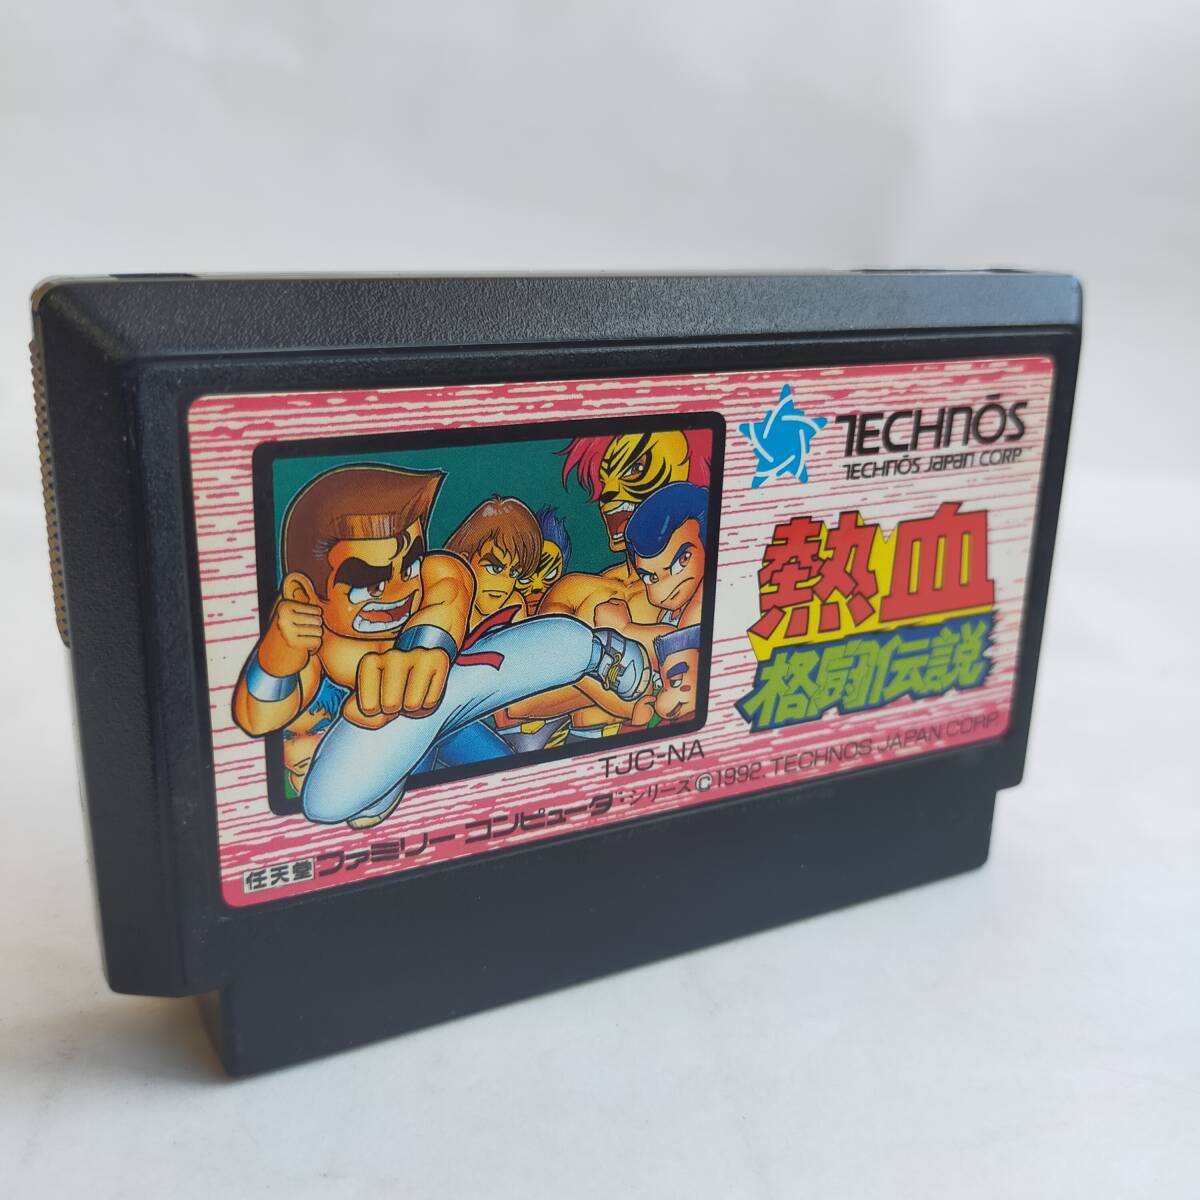 TECHNŌS
TECHNŌS JAPAN CORP.™
熱血
格闘伝説
TJC-NA
©1992. TECHNOS JAPAN CORP.
任天堂 ファミリー コンピュータ・シリーズ